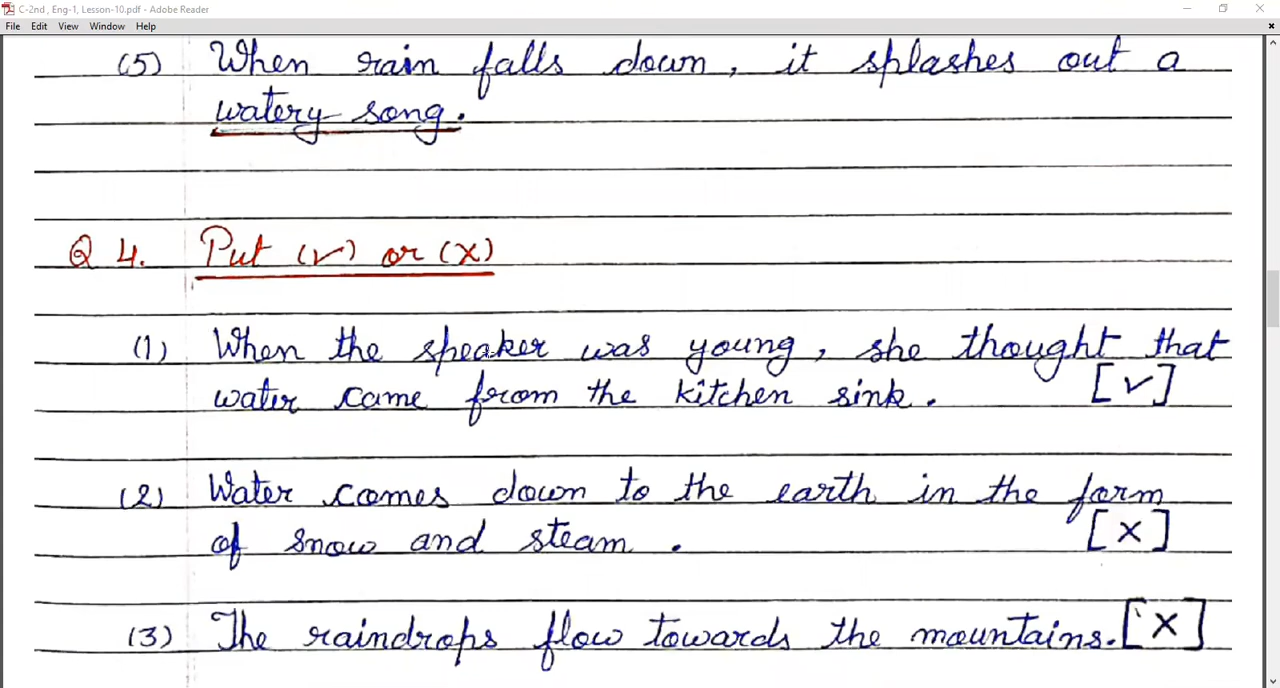 C-2nd , Eng-1, Lesson-10.pdf - Adobe Reader
File Edit View Window Help
(5) When rain falls down, it splashes out a
watery song.
Q 4. Put (✓) or (x)
(1) When the speaker was young, she thought that
water came from the kitchen sink. [✓]
(2) Water comes down to the earth in the form
of snow and steam. [x]
(3) The raindrops flow towards the mountains. [x]